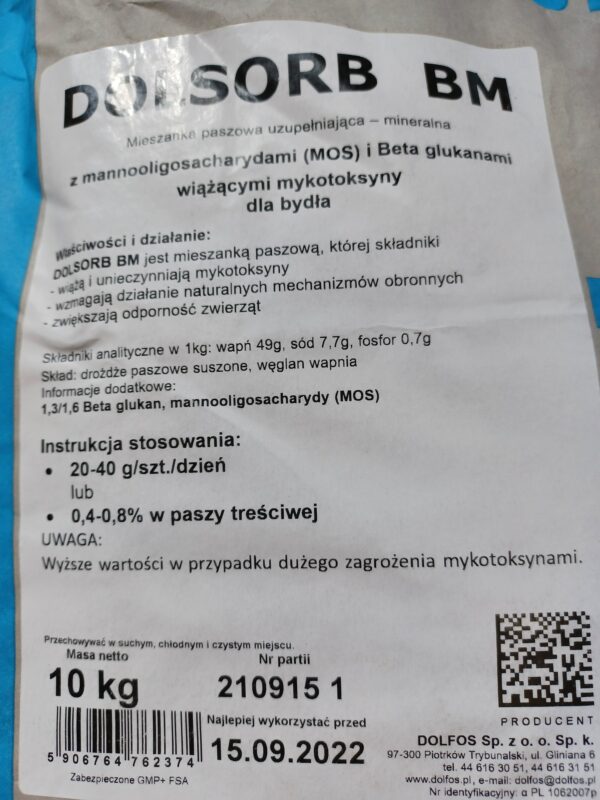 DOLSORB BM
Mieszanka paszowa uzupełniająca – mineralna
z mannooligosacharydami (MOS) i Beta glukanami
wiążącymi mykotoksyny
dla bydła
Właściwości i działanie:
DOLSORB BM jest mieszanką paszową, której składniki
- wiążą i unieczynniają mykotoksyny
- wzmagają działanie naturalnych mechanizmów obronnych
- zwiększają odporność zwierząt
Składniki analityczne w 1kg: wapń 49g, sód 7,7g, fosfor 0,7g
Skład: drożdże paszowe suszone, węglan wapnia
Informacje dodatkowe:
1,3/1,6 Beta glukan, mannooligosacharydy (MOS)
Instrukcja stosowania:
• 20-40 g/szt./dzień
lub
• 0,4-0,8% w paszy treściwej
UWAGA:
Wyższe wartości w przypadku dużego zagrożenia mykotoksynami.
Przechowywać w suchym, chłodnym i czystym miejscu.
Masa netto
10 kg
Nr partii
210915 1
Najlepiej wykorzystać przed
15.09.2022
5 906764 762374
Zabezpieczone GMP+ FSA
PRODUCENT
DOLFOS Sp. z o. o. Sp. k.
97-300 Piotrków Trybunalski, ul. Gliniana 6
tel. 44 616 30 51, 44 616 31 51
www.dolfos.pl, e-mail: dolfos@dolfos.pl
Nr identyfikacyjny: α PL 1062007p